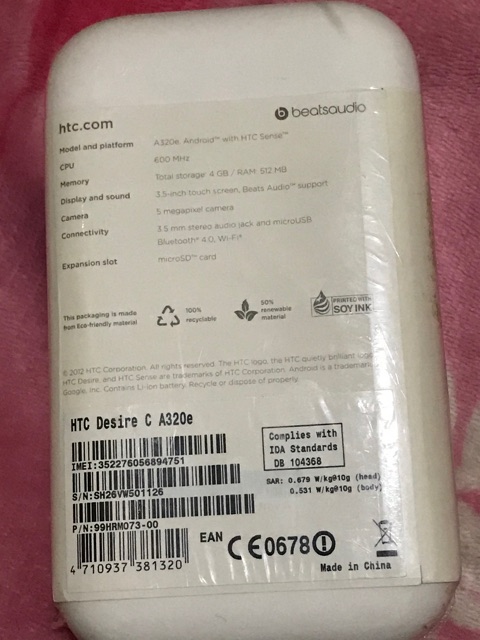 htc.com
beatsaudio
Model and platform A320e, Android™ with HTC Sense™
CPU 600 MHz
Memory Total storage: 4 GB / RAM: 512 MB
Display and sound 3.5-inch touch screen, Beats Audio™ support
Camera 5 megapixel camera
Connectivity 3.5 mm stereo audio jack and microUSB
Bluetooth® 4.0, Wi-Fi®
Expansion slot microSD™ card
This packaging is made
from Eco-friendly material
100%
recyclable
50%
renewable
material
PRINTED WITH
SOY INK
© 2012 HTC Corporation. All rights reserved. The HTC logo, the HTC quietly brilliant logo,
HTC Desire, and HTC Sense are trademarks of HTC Corporation. Android is a trademark
Google, Inc. Contains Li-ion battery. Recycle or dispose of properly.
HTC Desire C A320e
IMEI:352276056894751
S/N:SH26VW501126
P/N:99HRM073-00
4 710937 381320
EAN
Complies with
IDA Standards
DB 104368
SAR: 0.679 W/kg@10g (head)
0.531 W/kg@10g (body)
CE0678
Made in China